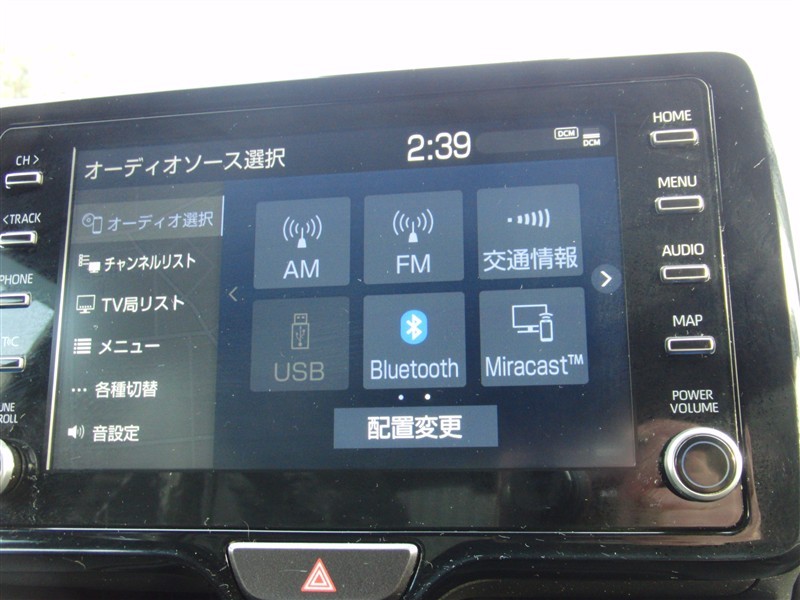 オーディオソース選択
2:39
DCM
DCM
オーディオ選択
チャンネルリスト
TV局リスト
メニュー
各種切替
音設定
AM
FM
交通情報
USB
Bluetooth
Miracast™
配置変更
CH >
< TRACK
PHONE
HOME
MENU
AUDIO
MAP
POWER
VOLUME